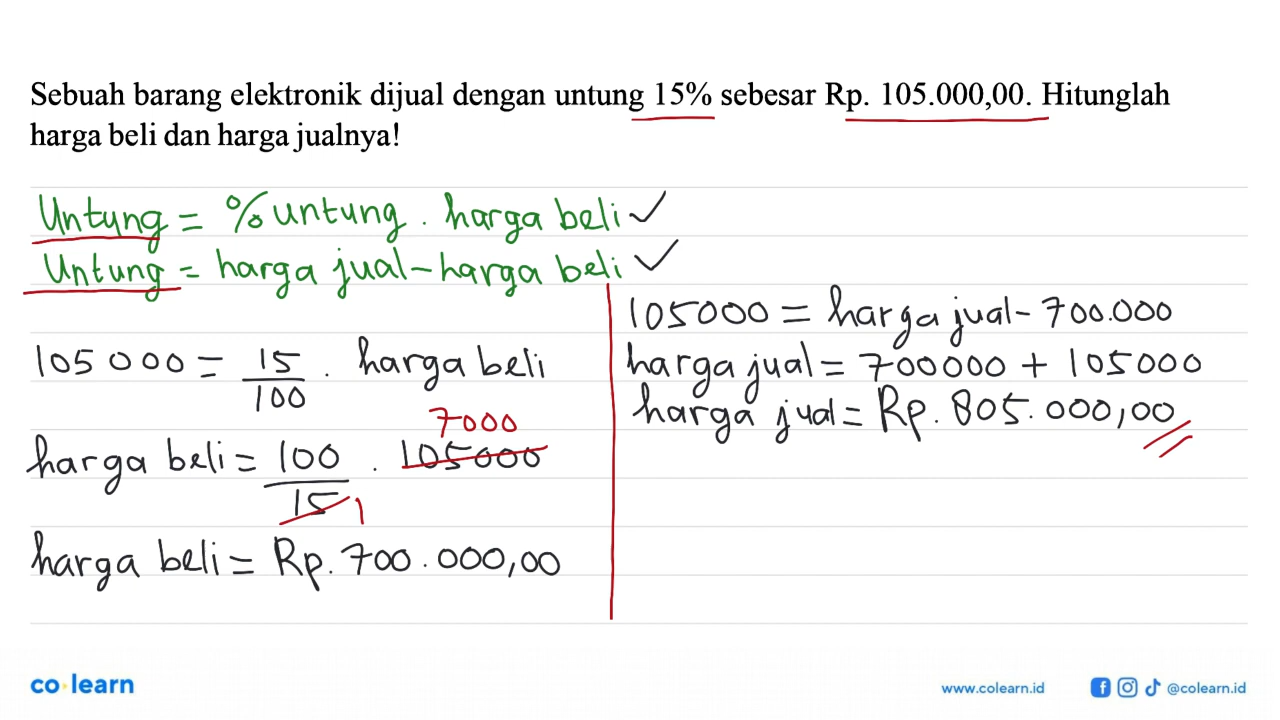 Sebuah barang elektronik dijual dengan untung 15% sebesar Rp. 105.000,00. Hitunglah
harga beli dan harga jualnya!
Untung = % untung . harga beli ✓
Untung = harga jual - harga beli ✓
105 000 = 15/100 . harga beli
7000
harga beli = 100/15 . 105000
1
harga beli = Rp. 700.000,00
105000 = harga jual - 700.000
harga jual = 700000 + 105000
harga jual = Rp. 805.000,00
co·learn
www.colearn.id
@colearn.id